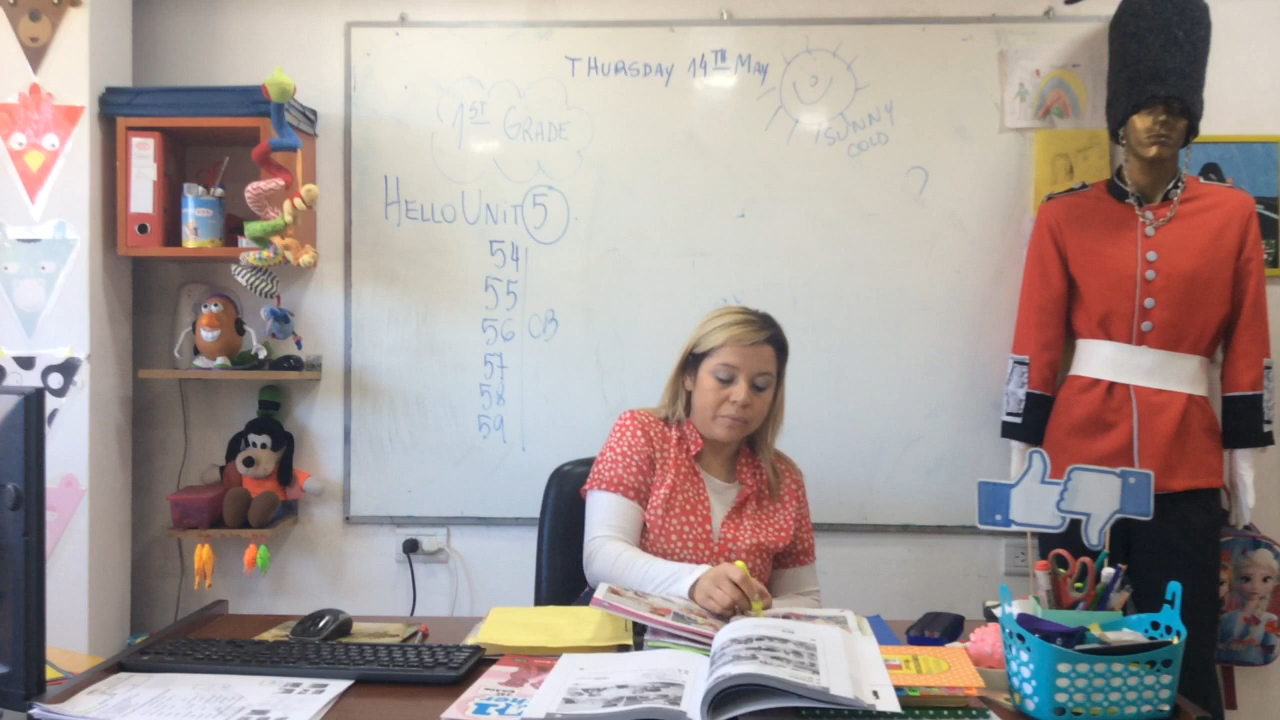 THURSDAY 14TH MAY
1ST GRADE
SUNNY
COLD
?
HELLO UNIT 5
54
55
56 CB
57
58
59